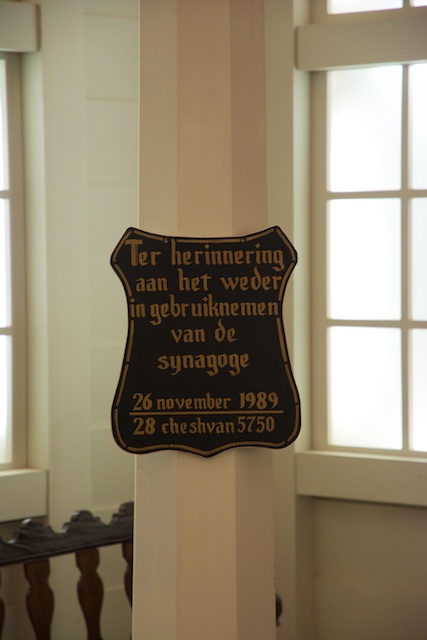 Ter herinnering
aan het weder
in gebruiknemen
van de
synagoge
26 november 1989
28 cheshvan 5750